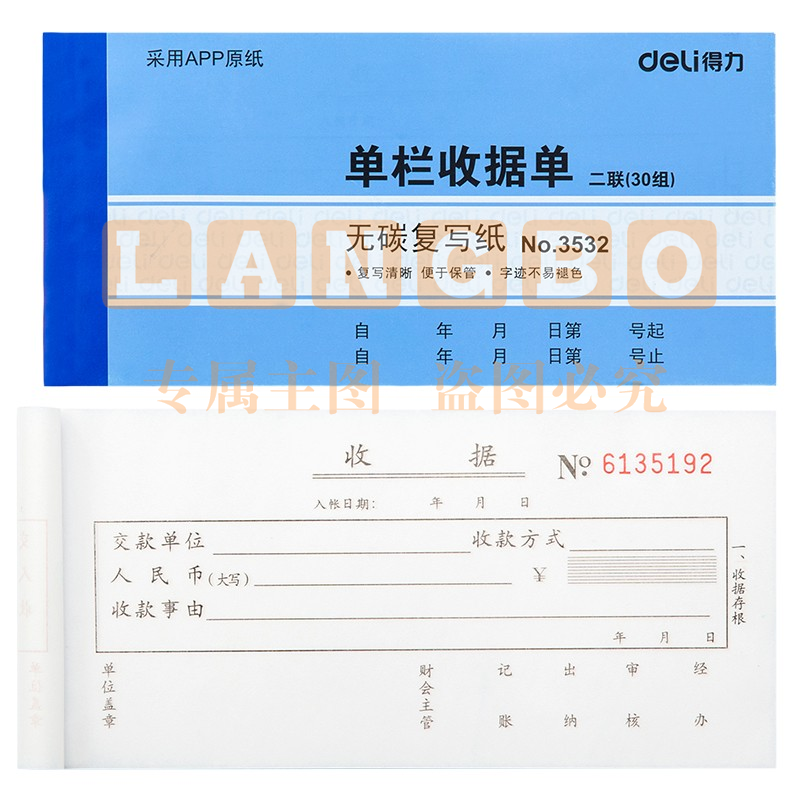 采用APP原纸
deli得力
单栏收据单 二联(30组)
无碳复写纸 No.3532
•复写清晰 便于保管 •字迹不易褪色
LANGBO
自 年 月 日第 号起
自 年 月 日第 号止
专属主图 盗图必究
收 据
No 6135192
入帐日期: 年 月 日
交款单位 收款方式
人民币(大写) ¥
收款事由
年 月 日
一、收据存根
单位盖章 财会主管 记账 出纳 审核 经办